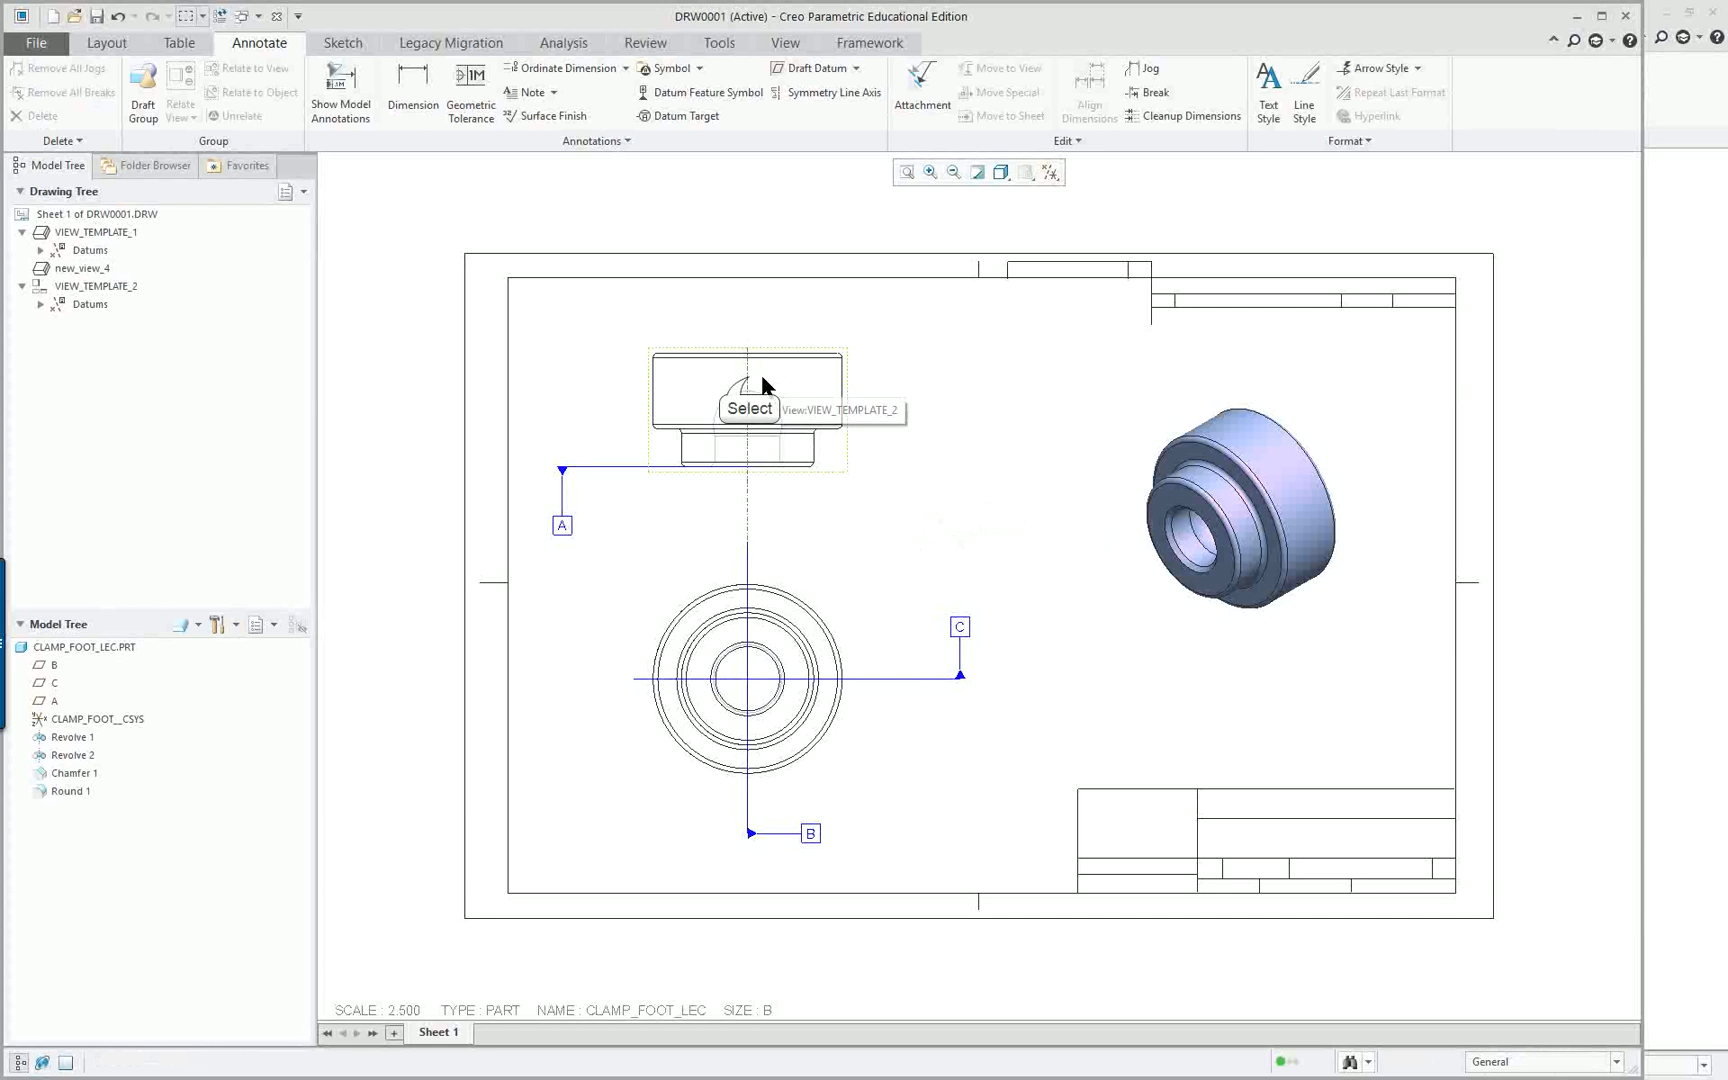 DRW0001 (Active) - Creo Parametric Educational Edition
File Layout Table Annotate Sketch Legacy Migration Analysis Review Tools View Framework
Remove All Jogs
Remove All Breaks
Delete
Delete
Draft Group
Relate View
Relate to View
Relate to Object
Unrelate
Group
Show Model Annotations
Dimension
Geometric Tolerance
Ordinate Dimension
Note
Surface Finish
Symbol
Datum Feature Symbol
Datum Target
Draft Datum
Symmetry Line Axis
Annotations
Attachment
Move to View
Move Special
Move to Sheet
Align Dimensions
Jog
Break
Cleanup Dimensions
Edit
Text Style
Line Style
Arrow Style
Repeat Last Format
Hyperlink
Format
Model Tree Folder Browser Favorites
Drawing Tree
Sheet 1 of DRW0001.DRW
VIEW_TEMPLATE_1
Datums
new_view_4
VIEW_TEMPLATE_2
Datums
Model Tree
CLAMP_FOOT_LEC.PRT
B
C
A
CLAMP_FOOT__CSYS
Revolve 1
Revolve 2
Chamfer 1
Round 1
Select
View:VIEW_TEMPLATE_2
A
C
B
SCALE : 2.500 TYPE : PART NAME : CLAMP_FOOT_LEC SIZE : B
Sheet 1
General